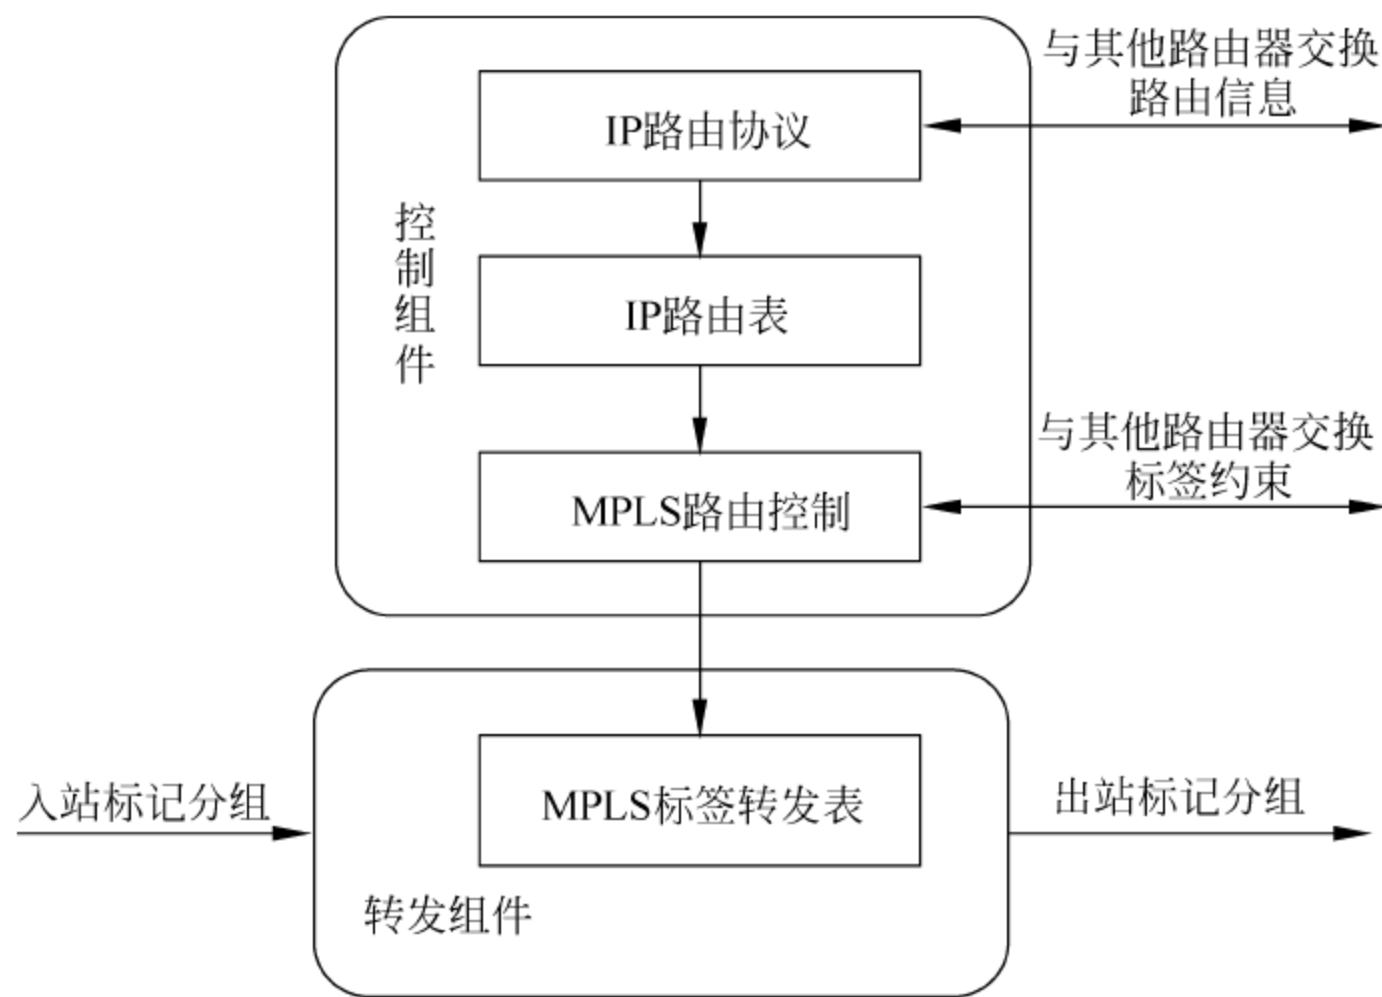 与其他路由器交换
路由信息
IP路由协议
控制组件
IP路由表
与其他路由器交换
标签约束
MPLS路由控制
入站标记分组
MPLS标签转发表
出站标记分组
转发组件